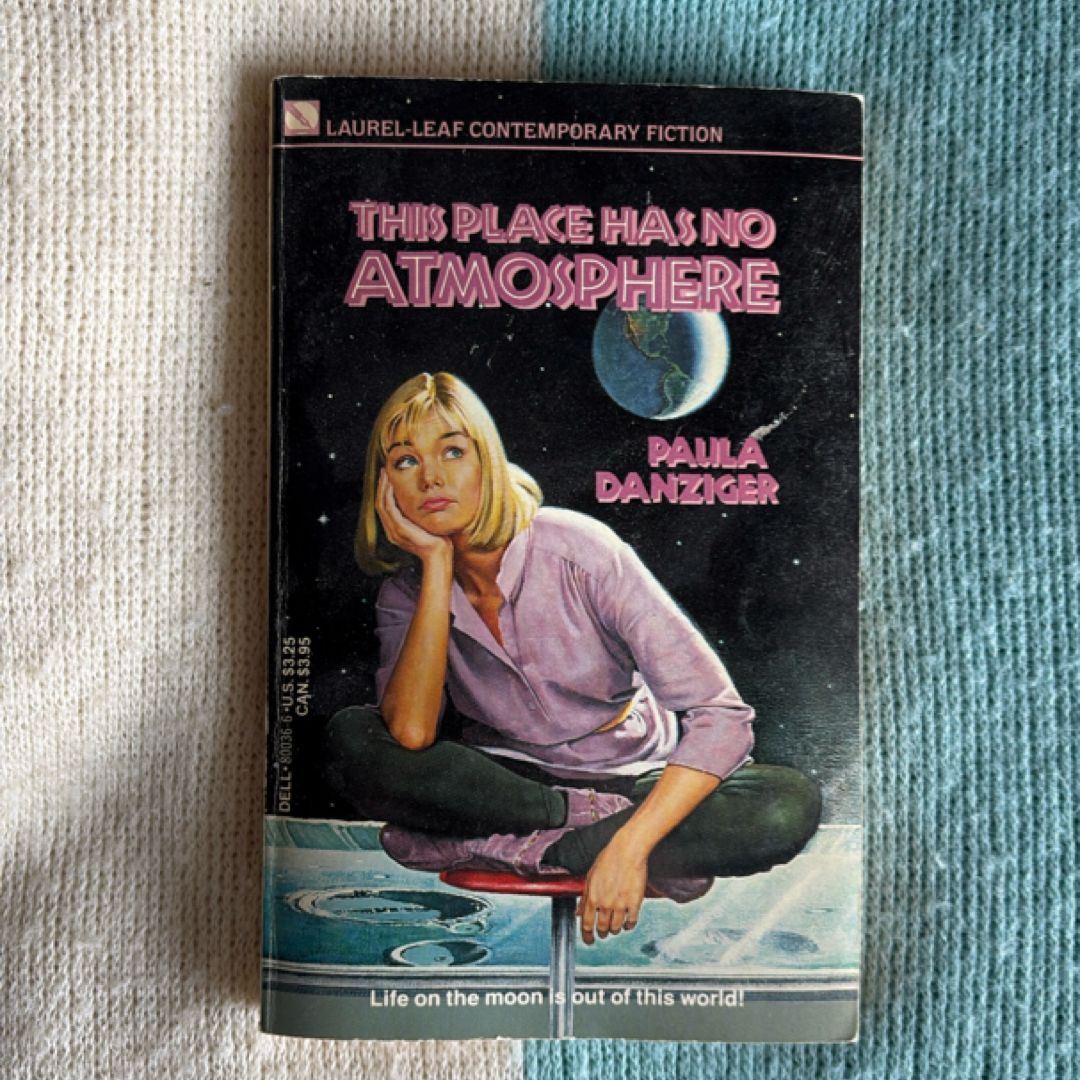 LAUREL-LEAF CONTEMPORARY FICTION
THIS PLACE HAS NO
ATMOSPHERE
PAULA
DANZIGER
DELL • 80036-6 • U.S. $3.25
CAN. $3.95
Life on the moon is out of this world!